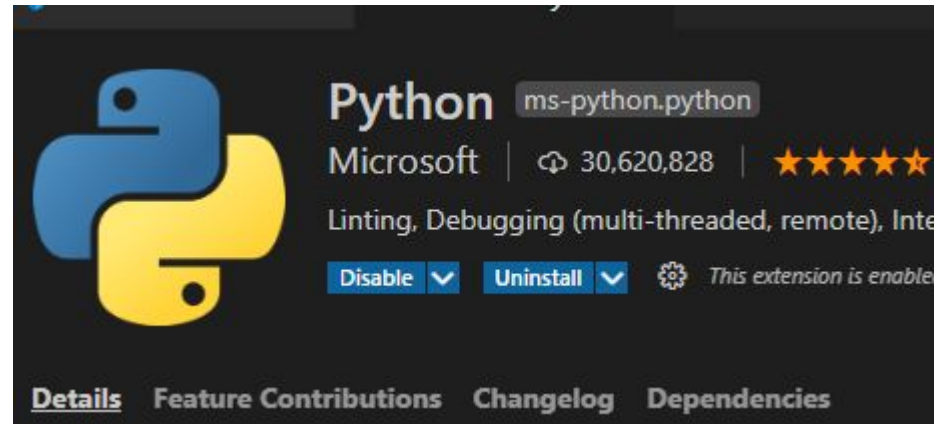 Python ms-python.python
Microsoft 30,620,828
Linting, Debugging (multi-threaded, remote), Inte
Disable Uninstall This extension is enabled
Details Feature Contributions Changelog Dependencies